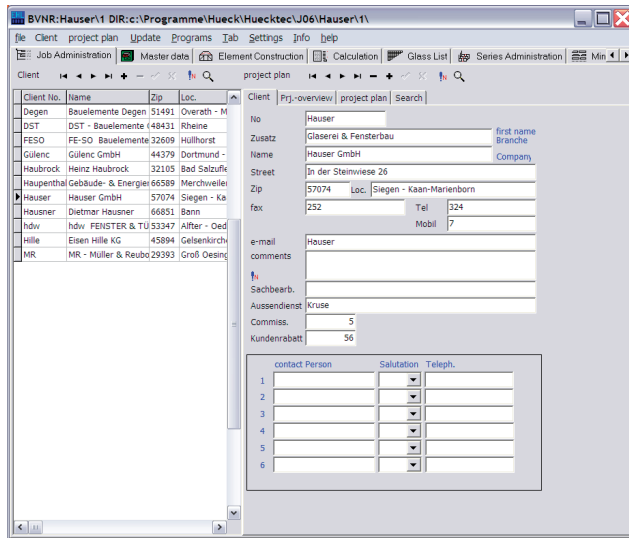 BVNR:Hauser\1 DIR:c:\Programme\Hueck\Huecktec\J06\Hauser\1\
file Client project plan Update Programs Tab Settings Info help
Job Administration Master data Element Construction Calculation Glass List Series Administration Min
Client project plan
Client No. Name Zip Loc.
Degen Bauelemente Degen 51491 Overath - M
DST DST - Bauelemente ( 48431 Rheine
FESO FE-SO Bauelemente 32609 Hüllhorst
Gülenc Gülenc GmbH 44379 Dortmund -
Haubrock Heinz Haubrock 32105 Bad Salzufle
Haupenthal Gebäude- & Energie 66589 Merchweiler
Hauser Hauser GmbH 57074 Siegen - Ka
Hausner Dietmar Hausner 66851 Bann
hdw hdw FENSTER & TÜ 53347 Alfter - Oed
Hille Eisen Hille KG 45894 Gelsenkirch
MR MR - Müller & Reubo 29393 Groß Oesing
Client Prj.-overview project plan Search
No Hauser
Zusatz Glaserei & Fensterbau first name
Branche
Name Hauser GmbH Company
Street In der Steinwiese 26
Zip 57074 Loc. Siegen - Kaan-Marienborn
fax 252 Tel 324
Mobil 7
e-mail Hauser
comments
Sachbearb.
Aussendienst Kruse
Commiss. 5
Kundenrabatt 56
contact Person Salutation Teleph.
1
2
3
4
5
6